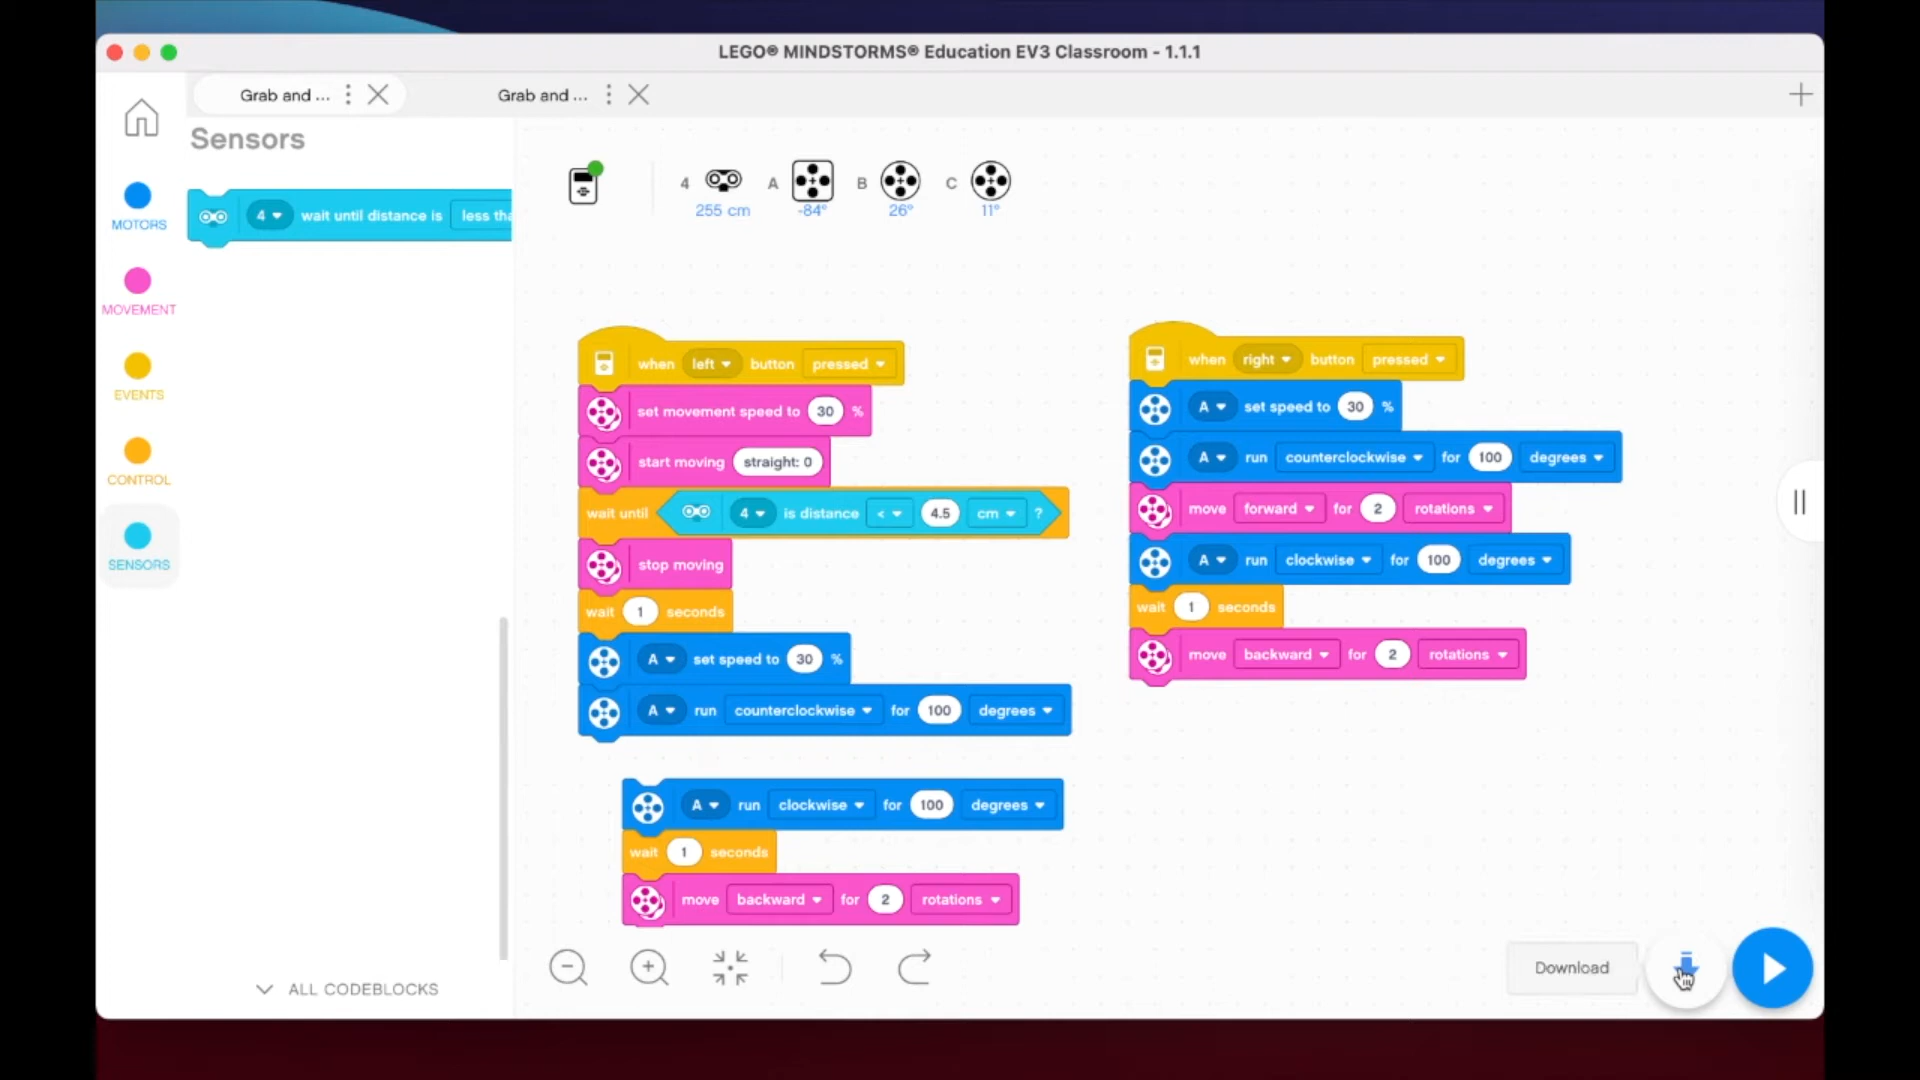 LEGO® MINDSTORMS® Education EV3 Classroom - 1.1.1
Grab and ...
Grab and ...
Sensors
MOTORS
MOVEMENT
EVENTS
CONTROL
SENSORS
4 wait until distance is less tha
4
255 cm
A
-84°
B
26°
C
11°
when left button pressed
set movement speed to 30 %
start moving straight: 0
wait until 4 is distance < 4.5 cm ?
stop moving
wait 1 seconds
A set speed to 30 %
A run counterclockwise for 100 degrees
A run clockwise for 100 degrees
wait 1 seconds
move backward for 2 rotations
when right button pressed
A set speed to 30 %
A run counterclockwise for 100 degrees
move forward for 2 rotations
A run clockwise for 100 degrees
wait 1 seconds
move backward for 2 rotations
ALL CODEBLOCKS
Download